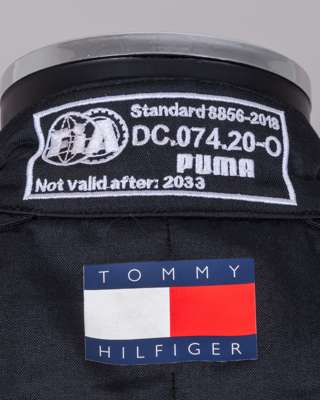 Standard 8856-2018
FIA DC.074.20-O
PUMA
Not valid after: 2033
TOMMY
HILFIGER